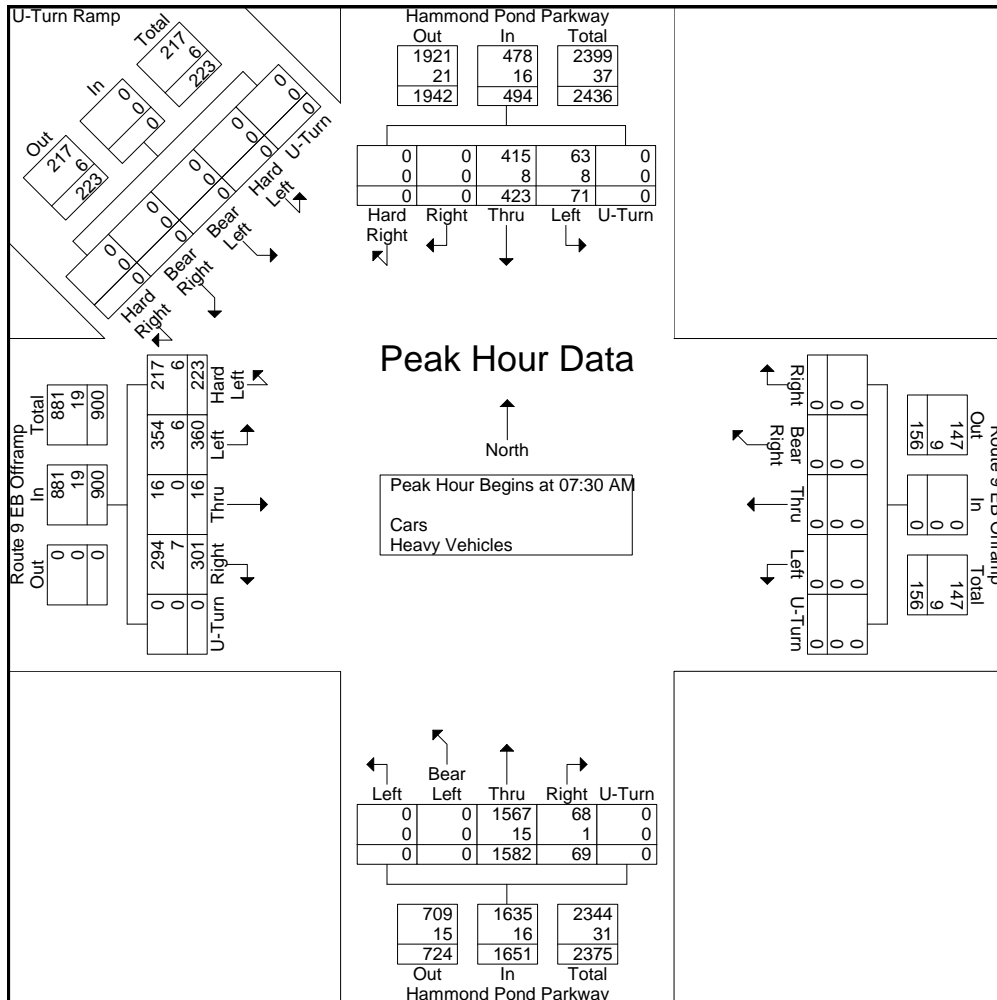 U-Turn Ramp
Total
217
6
223
In
0
0
0
Out
217
6
223
0 0 0 0
0 0 0 0
0 0 0 0
Hard Right
Bear Right
Bear Left
Hard Left
U-Turn
Hammond Pond Parkway
Out In Total
1921 478 2399
21 16 37
1942 494 2436
0 0 415 63 0
0 0 8 8 0
0 0 423 71 0
Hard Right Right Thru Left U-Turn
Route 9 EB Offramp
Total In Out
881 881 0
19 19 0
900 900 0
217 354 16 294 0
6 6 0 7 0
223 360 16 301 0
Hard Left Left Thru Right U-Turn
Peak Hour Data
North
Peak Hour Begins at 07:30 AM
Cars
Heavy Vehicles
Right Bear Right Thru Left U-Turn
0 0 0 0 0
0 0 0 0 0
0 0 0 0 0
Out In Total
147 0 147
9 0 9
156 0 156
Route 9 EB Onramp
Left Bear Left Thru Right U-Turn
0 0 1567 68 0
0 0 15 1 0
0 0 1582 69 0
709 1635 2344
15 16 31
724 1651 2375
Out In Total
Hammond Pond Parkway